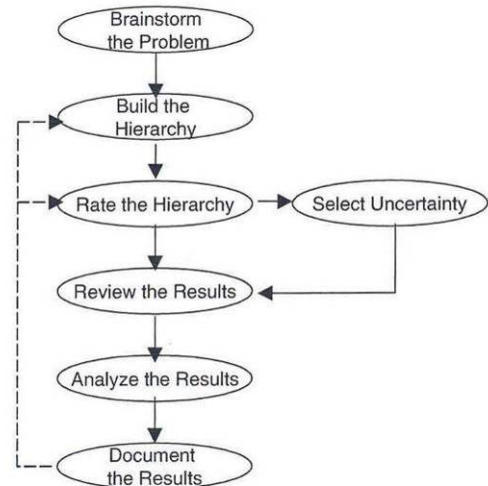 Brainstorm
the Problem
Build the
Hierarchy
Rate the Hierarchy
Select Uncertainty
Review the Results
Analyze the Results
Document
the Results